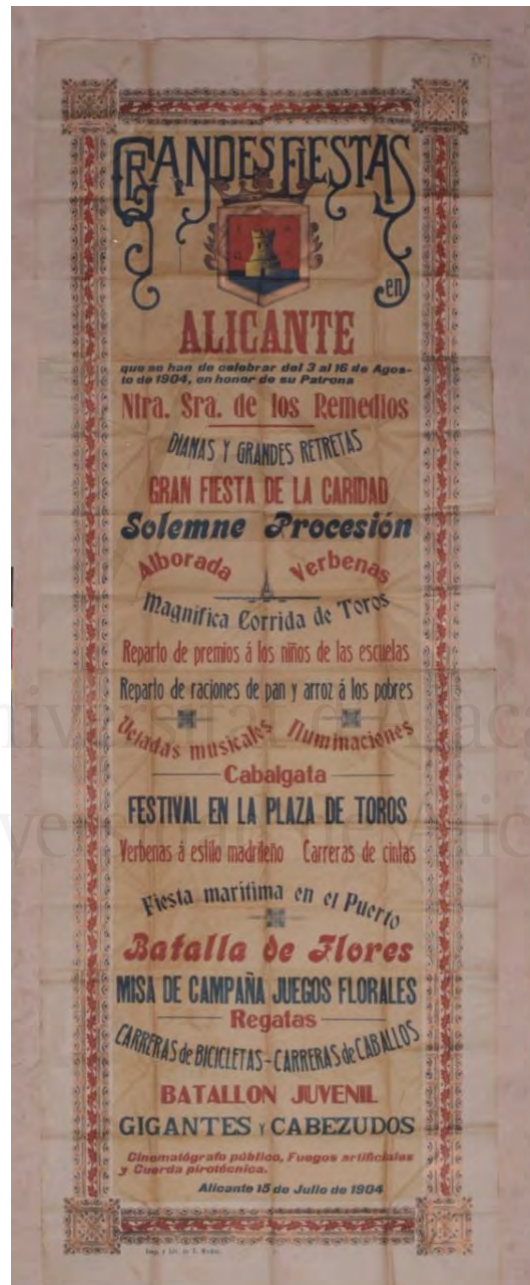 GRANDES FIESTAS
en
ALICANTE
que se han de celebrar del 3 al 16 de Agos-
to de 1904, en honor de su Patrona
Ntra. Sra. de los Remedios
DIANAS Y GRANDES RETRETAS
GRAN FIESTA DE LA CARIDAD
Solemne Procesión
Alborada Verbenas
Magnífica Corrida de Toros
Reparto de premios á los niños de las escuelas
Reparto de raciones de pan y arroz á los pobres
Veladas musicales Iluminaciones
Cabalgata
FESTIVAL EN LA PLAZA DE TOROS
Verbenas á estilo madrileño Carreras de cintas
Fiesta marítima en el Puerto
Batalla de Flores
MISA DE CAMPAÑA JUEGOS FLORALES
Regatas
CARRERAS de BICICLETAS - CARRERAS de CABALLOS
BATALLON JUVENIL
GIGANTES Y CABEZUDOS
Cinematógrafo público, Fuegos artificiales
y Cuerda pirotécnica.
Alicante 15 de Julio de 1904
Imp. y Lit. de